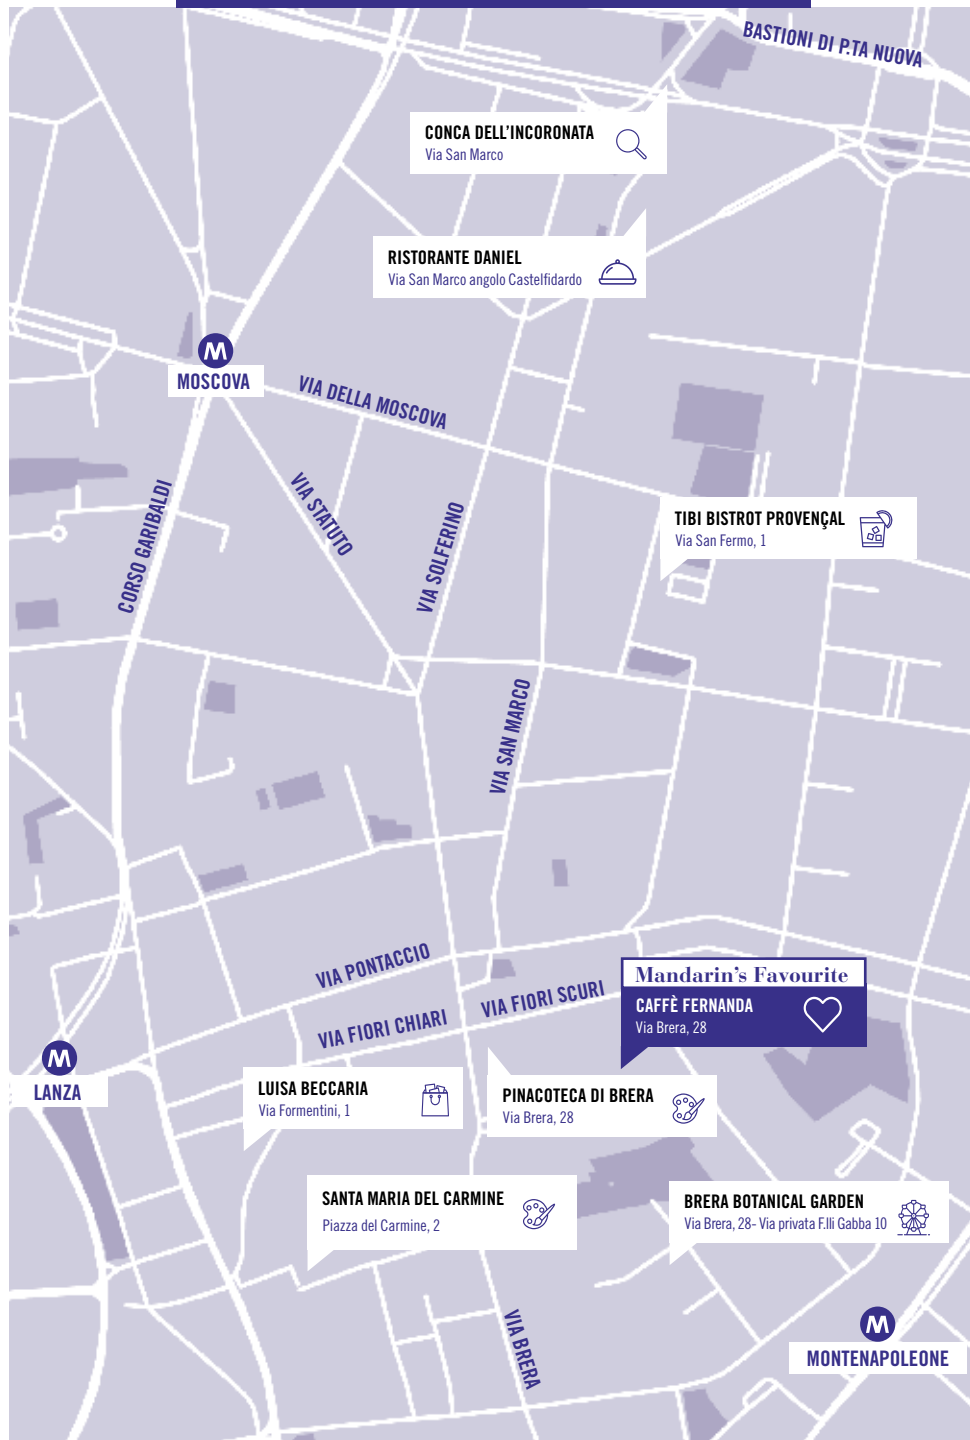 BASTIONI DI P.TA NUOVA
CONCA DELL'INCORONATA
Via San Marco
RISTORANTE DANIEL
Via San Marco angolo Castelfidardo
M
MOSCOVA
VIA DELLA MOSCOVA
CORSO GARIBALDI
VIA STATUTO
VIA SOLFERINO
TIBI BISTROT PROVENÇAL
Via San Fermo, 1
VIA SAN MARCO
VIA PONTACCIO
VIA FIORI CHIARI
VIA FIORI SCURI
Mandarin's Favourite
CAFFÈ FERNANDA
Via Brera, 28
M
LANZA
LUISA BECCARIA
Via Formentini, 1
PINACOTECA DI BRERA
Via Brera, 28
SANTA MARIA DEL CARMINE
Piazza del Carmine, 2
BRERA BOTANICAL GARDEN
Via Brera, 28- Via privata F.lli Gabba 10
VIA BRERA
M
MONTENAPOLEONE